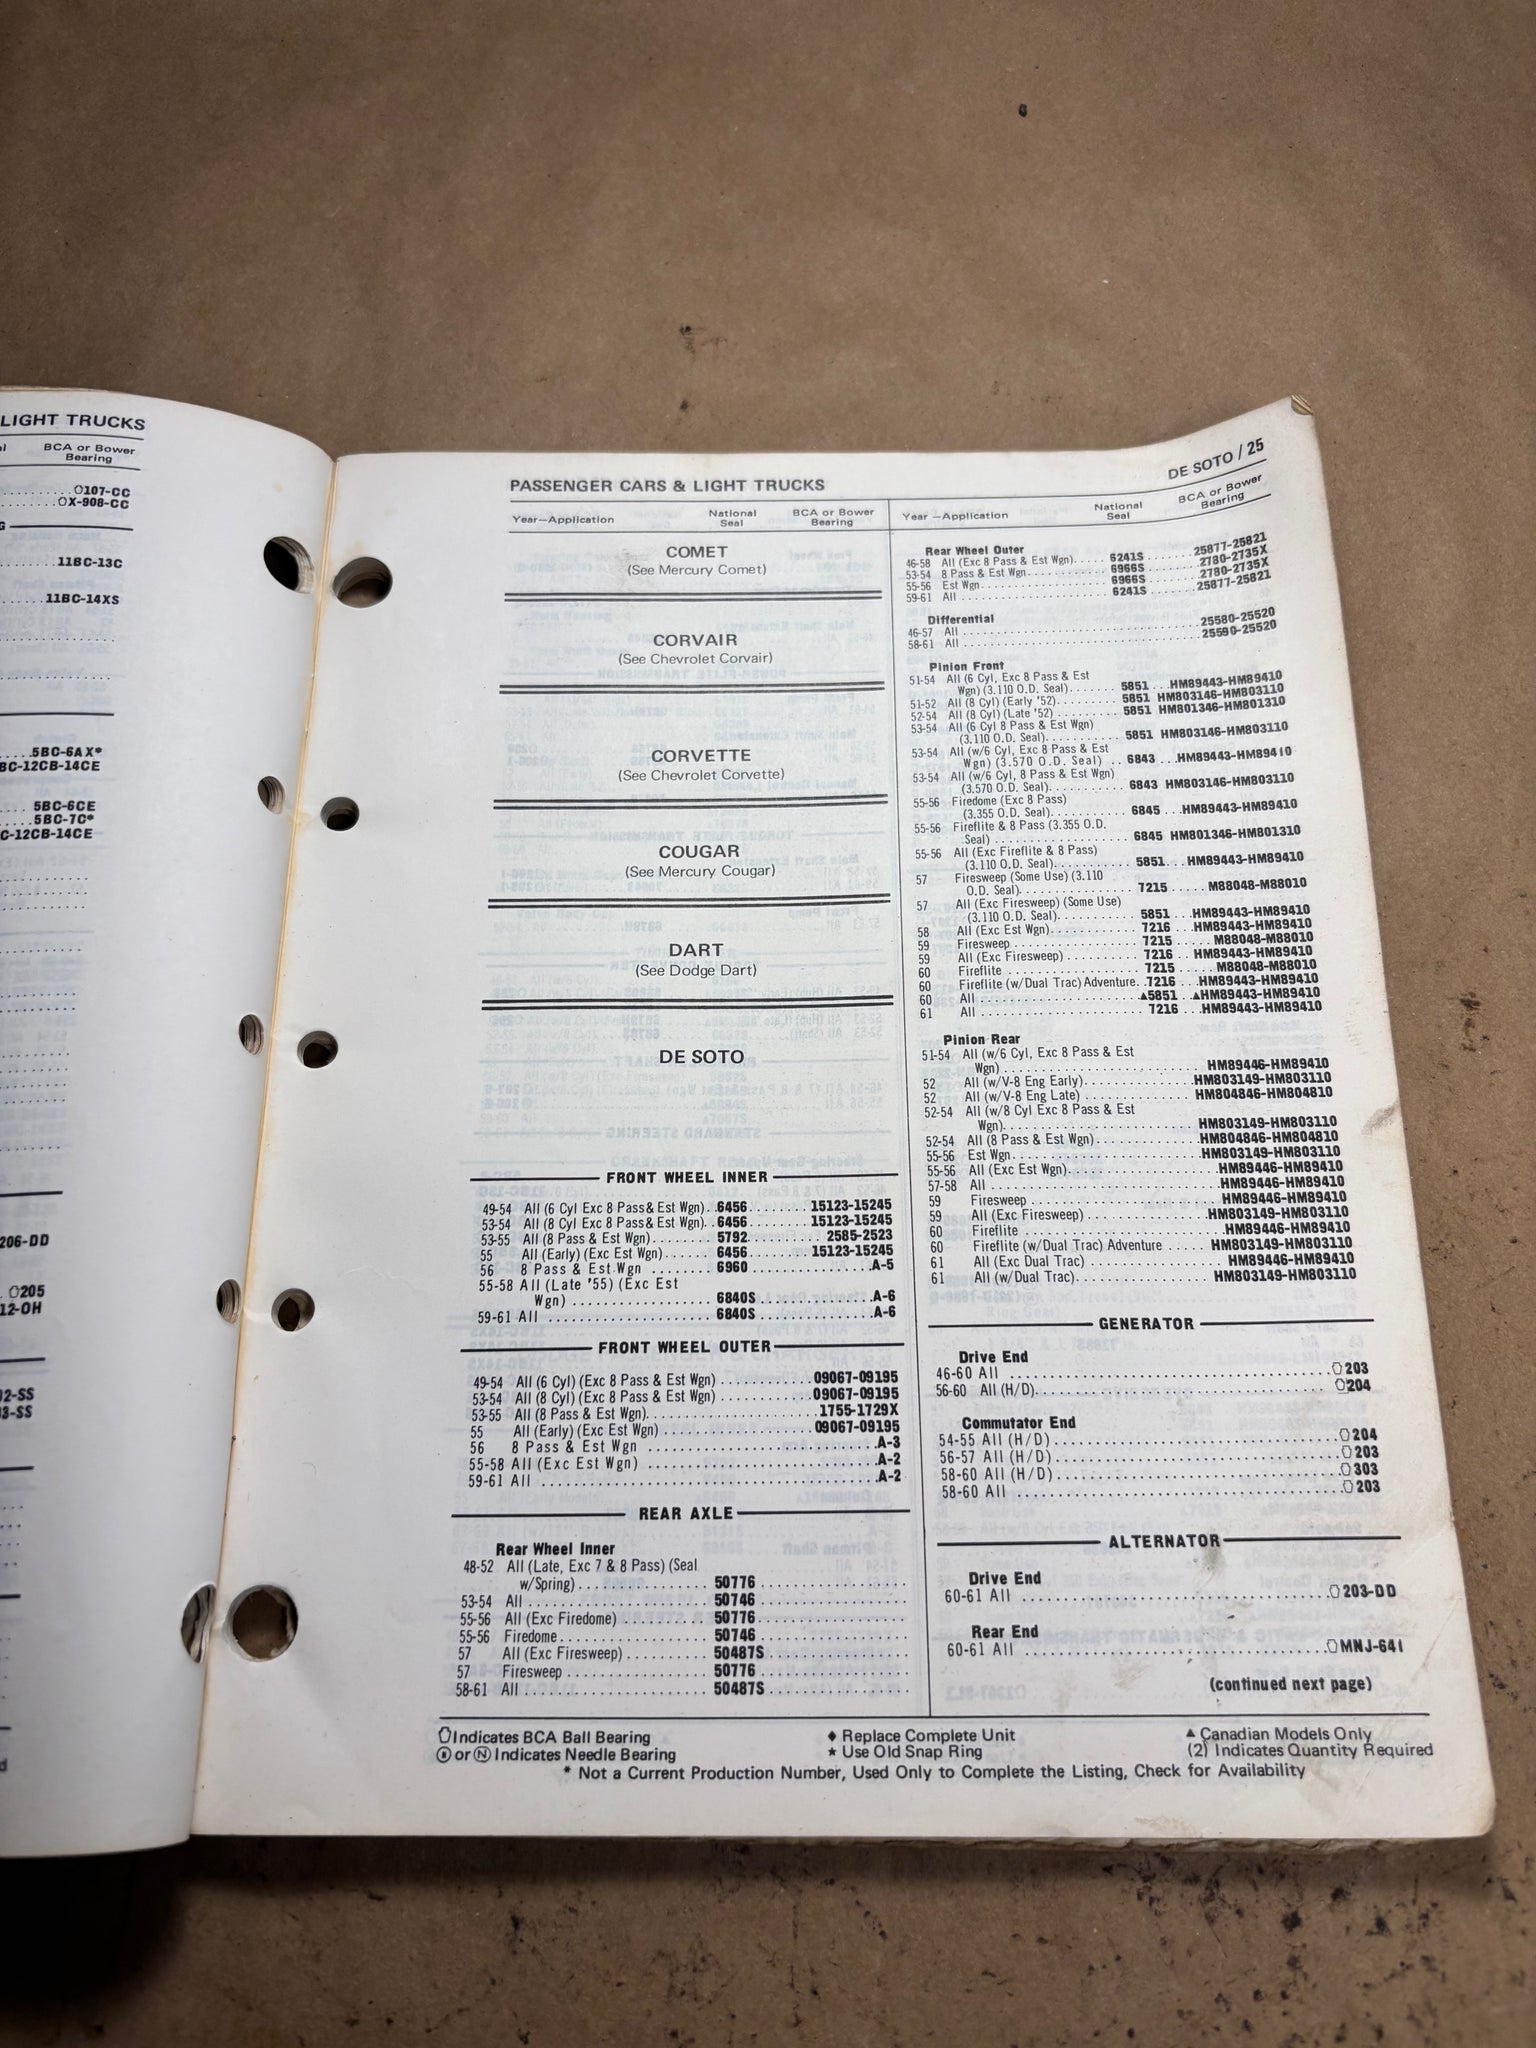 LIGHT TRUCKS
BCA or Bower
Bearing
107-CC
X-908-CC
11BC-13C
11BC-14XS
5BC-6AX*
BC-12CB-14CE
5BC-6CE
5BC-7C*
C-12CB-14CE
206-DD
205
12-OH
02-SS
03-SS
DE SOTO / 25
PASSENGER CARS & LIGHT TRUCKS
Year—Application National Seal BCA or Bower Bearing
COMET
(See Mercury Comet)
CORVAIR
(See Chevrolet Corvair)
CORVETTE
(See Chevrolet Corvette)
COUGAR
(See Mercury Cougar)
DART
(See Dodge Dart)
DE SOTO
FRONT WHEEL INNER
49-54 All (6 Cyl Exc 8 Pass & Est Wgn) . . 6456 . . . . . . . . . 15123-15245
53-54 All (8 Cyl Exc 8 Pass & Est Wgn) . . 6456 . . . . . . . . . 15123-15245
53-55 All (8 Pass & Est Wgn) . . . . . . . . . 5792 . . . . . . . . . . . 2585-2523
55 All (Early) (Exc Est Wgn) . . . . . . 6456 . . . . . . . . . 15123-15245
56 8 Pass & Est Wgn . . . . . . . . . . 6960 . . . . . . . . . . . . . . . . . A-5
55-58 All (Late '55) (Exc Est
Wgn) . . . . . . . . . . . . . . . . . . . 6840S . . . . . . . . . . . . . . . . A-6
59-61 All . . . . . . . . . . . . . . . . . . . . . . 6840S . . . . . . . . . . . . . . . . A-6
FRONT WHEEL OUTER
49-54 All (6 Cyl) (Exc 8 Pass & Est Wgn) . . . . . . . . . . . . 09067-09195
53-54 All (8 Cyl) (Exc 8 Pass & Est Wgn) . . . . . . . . . . . . 09067-09195
53-55 All (8 Pass & Est Wgn). . . . . . . . . . . . . . . . . . . . . . 1755-1729X
55 All (Early) (Exc Est Wgn) . . . . . . . . . . . . . . . . . . . 09067-09195
56 8 Pass & Est Wgn . . . . . . . . . . . . . . . . . . . . . . . . . . . . A-3
55-58 All (Exc Est Wgn) . . . . . . . . . . . . . . . . . . . . . . . . . . . . . A-2
59-61 All . . . . . . . . . . . . . . . . . . . . . . . . . . . . . . . . . . . . . . . . . . A-2
REAR AXLE
Rear Wheel Inner
48-52 All (Late, Exc 7 & 8 Pass) (Seal
w/Spring) . . . . . . . . . . . . . . . . . 50776 . . . . . . . . . . . . . . . . . . .
53-54 All . . . . . . . . . . . . . . . . . . . . . . . . 50746 . . . . . . . . . . . . . . . . . . .
55-56 All (Exc Firedome) . . . . . . . . . . . 50776 . . . . . . . . . . . . . . . . . . .
55-56 Firedome . . . . . . . . . . . . . . . . . . . 50746 . . . . . . . . . . . . . . . . . . .
57 All (Exc Firesweep) . . . . . . . . . . . 50487S . . . . . . . . . . . . . . . . . .
57 Firesweep . . . . . . . . . . . . . . . . . . 50776 . . . . . . . . . . . . . . . . . . .
58-61 All . . . . . . . . . . . . . . . . . . . . . . . . 50487S . . . . . . . . . . . . . . . . . .
Year —Application National Seal BCA or Bower Bearing
Rear Wheel Outer
46-58 All (Exc 8 Pass & Est Wgn) . . . . . 6241S . . . . . . . 25877-25821
53-54 8 Pass & Est Wgn . . . . . . . . . . . . 6966S . . . . . . . . 2780-2735X
55-56 Est Wgn . . . . . . . . . . . . . . . . . . . . 6966S . . . . . . . . 2780-2735X
59-61 All . . . . . . . . . . . . . . . . . . . . . . . . 6241S . . . . . . . 25877-25821
Differential
46-57 All . . . . . . . . . . . . . . . . . . . . . . . . . . . . . . . . . . . 25580-25520
58-61 All . . . . . . . . . . . . . . . . . . . . . . . . . . . . . . . . . . . 25590-25520
Pinion Front
51-54 All (6 Cyl, Exc 8 Pass & Est
Wgn) (3.110 O.D. Seal) . . . . . . . 5851 . . . HM89443-HM89410
51-52 All (8 Cyl) (Early '52) . . . . . . . . . . 5851 HM803146-HM803110
52-54 All (8 Cyl) (Late '52) . . . . . . . . . . . 5851 HM801346-HM801310
53-54 All (6 Cyl 8 Pass & Est Wgn)
(3.110 O.D. Seal) . . . . . . . . . . . . 5851 HM803146-HM803110
53-54 All (w/6 Cyl, Exc 8 Pass & Est
Wgn) (3.570 O.D. Seal) . . 6843 . . . HM89443-HM89410
53-54 All (w/6 Cyl, 8 Pass & Est Wgn)
(3.570 O.D. Seal). . . . . . . . . . . . 6843 HM803146-HM803110
55-56 Firedome (Exc 8 Pass)
(3.355 O.D. Seal) . . . . . . . . . . . . 6845 . . . HM89443-HM89410
55-56 Fireflite & 8 Pass (3.355 O.D.
Seal) . . . . . . . . . . . . . . . . . . . . . 6845 HM801346-HM801310
55-56 All (Exc Fireflite & 8 Pass)
(3.110 O.D. Seal). . . . . . . . . . . . 5851. . . HM89443-HM89410
57 Firesweep (Some Use) (3.110
O.D. Seal). . . . . . . . . . . . . . . . . . 7215 . . . . . M88048-M88010
57 All (Exc Firesweep) (Some Use)
(3.110 O.D. Seal). . . . . . . . . . . . 5851 . . . HM89443-HM89410
58 All (Exc Est Wgn) . . . . . . . . . . . . . 7216 . . . HM89443-HM89410
59 Firesweep . . . . . . . . . . . . . . . . . . . 7215 . . . . . M88048-M88010
59 All (Exc Firesweep) . . . . . . . . . . . . 7216 . . . HM89443-HM89410
60 Fireflite . . . . . . . . . . . . . . . . . . . . . 7215 . . . . . M88048-M88010
60 Fireflite (w/Dual Trac) Adventure. . 7216 . . . HM89443-HM89410
60 All . . . . . . . . . . . . . . . . . . . . . . . . ▲5851 . . ▲HM89443-HM89410
61 All . . . . . . . . . . . . . . . . . . . . . . . . . 7216 . . . HM89443-HM89410
Pinion Rear
51-54 All (w/6 Cyl, Exc 8 Pass & Est
Wgn) . . . . . . . . . . . . . . . . . . . . . . . . . . . . . HM89446-HM89410
52 All (w/V-8 Eng Early). . . . . . . . . . . . . . . . HM803149-HM803110
52 All (w/V-8 Eng Late) . . . . . . . . . . . . . . . . HM804846-HM804810
52-54 All (w/8 Cyl Exc 8 Pass & Est
Wgn). . . . . . . . . . . . . . . . . . . . . . . . . . . . HM803149-HM803110
52-54 All (8 Pass & Est Wgn) . . . . . . . . . . . . . . HM804846-HM804810
55-56 Est Wgn . . . . . . . . . . . . . . . . . . . . . . . . . . HM803149-HM803110
55-56 All (Exc Est Wgn) . . . . . . . . . . . . . . . . . . . . HM89446-HM89410
57-58 All . . . . . . . . . . . . . . . . . . . . . . . . . . . . . . . . HM89446-HM89410
59 Firesweep . . . . . . . . . . . . . . . . . . . . . . . . . . HM89446-HM89410
59 All (Exc Firesweep) . . . . . . . . . . . . . . . . . HM803149-HM803110
60 Fireflite . . . . . . . . . . . . . . . . . . . . . . . . . . . . HM89446-HM89410
60 Fireflite (w/Dual Trac) Adventure . . . . . HM803149-HM803110
61 All (Exc Dual Trac) . . . . . . . . . . . . . . . . . . . HM89446-HM89410
61 All (w/Dual Trac). . . . . . . . . . . . . . . . . . . HM803149-HM803110
GENERATOR
Drive End
46-60 All . . . . . . . . . . . . . . . . . . . . . . . . . . . . . . . . . . . . . . . 203
56-60 All (H/D). . . . . . . . . . . . . . . . . . . . . . . . . . . . . . . . . . 204
Commutator End
54-55 All (H/D) . . . . . . . . . . . . . . . . . . . . . . . . . . . . . . . . . . 204
56-57 All (H/D) . . . . . . . . . . . . . . . . . . . . . . . . . . . . . . . . . . 203
58-60 All (H/D) . . . . . . . . . . . . . . . . . . . . . . . . . . . . . . . . . . 303
58-60 All . . . . . . . . . . . . . . . . . . . . . . . . . . . . . . . . . . . . . . . 203
ALTERNATOR
Drive End
60-61 All . . . . . . . . . . . . . . . . . . . . . . . . . . . . . . . . . . . . 203-DD
Rear End
60-61 All . . . . . . . . . . . . . . . . . . . . . . . . . . . . . . . . . . . MNJ-641
(continued next page)
Indicates BCA Ball Bearing ♦ Replace Complete Unit ▲ Canadian Models Only
or Ⓝ Indicates Needle Bearing ★ Use Old Snap Ring (2) Indicates Quantity Required
* Not a Current Production Number, Used Only to Complete the Listing, Check for Availability